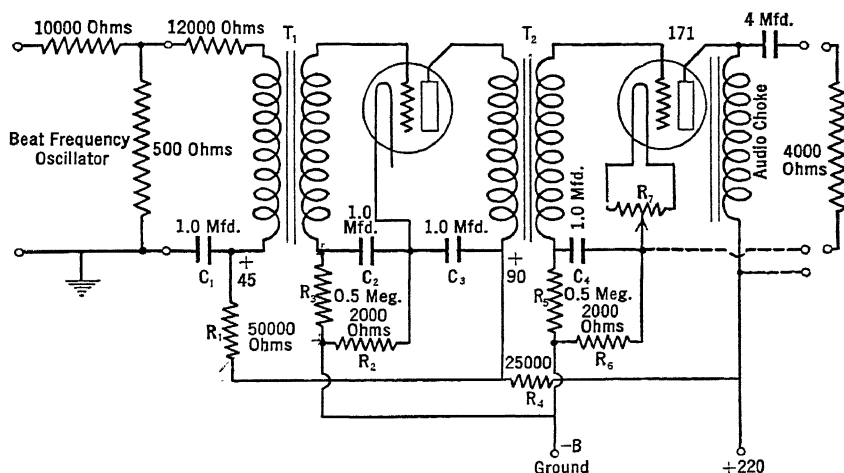 10000 Ohms
12000 Ohms
T1
T2
171
4 Mfd.
Beat Frequency
Oscillator
500 Ohms
Audio Choke
4000
Ohms
R7
1.0 Mfd.
1.0
Mfd.
1.0 Mfd.
1.0 Mfd.
C1
+
45
C2
C3
+
90
C4
R3
0.5 Meg.
2000
Ohms
R5
0.5 Meg.
2000
Ohms
R1
50000
Ohms
R2
R6
25000
R4
-B
Ground
+220